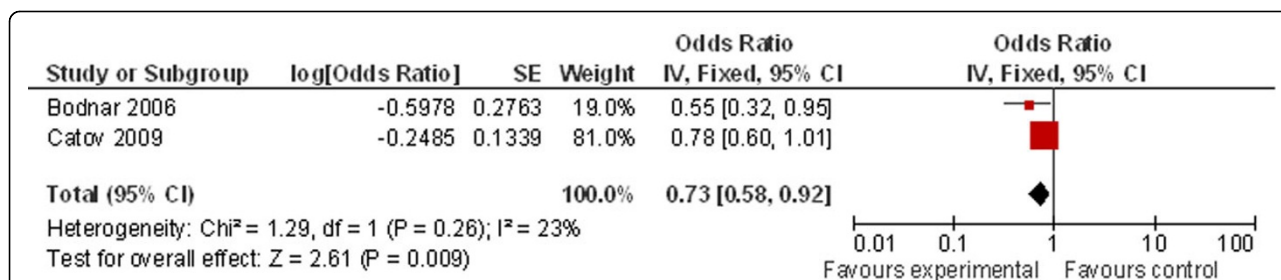 Odds Ratio Odds Ratio
Study or Subgroup log[Odds Ratio] SE Weight IV, Fixed, 95% CI IV, Fixed, 95% CI
Bodnar 2006 -0.5978 0.2763 19.0% 0.55 [0.32, 0.95]
Catov 2009 -0.2485 0.1339 81.0% 0.78 [0.60, 1.01]
Total (95% CI) 100.0% 0.73 [0.58, 0.92]
Heterogeneity: Chi² = 1.29, df = 1 (P = 0.26); I² = 23%
Test for overall effect: Z = 2.61 (P = 0.009)
0.01 0.1 1 10 100
Favours experimental Favours control